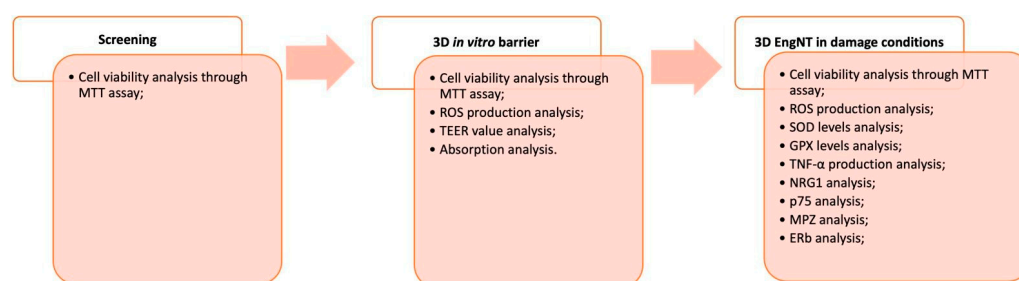 Screening
• Cell viability analysis through
MTT assay;
3D in vitro barrier
• Cell viability analysis through
MTT assay;
• ROS production analysis;
• TEER value analysis;
• Absorption analysis.
3D EngNT in damage conditions
• Cell viability analysis through MTT
assay;
• ROS production analysis;
• SOD levels analysis;
• GPX levels analysis;
• TNF-α production analysis;
• NRG1 analysis;
• p75 analysis;
• MPZ analysis;
• ERb analysis;